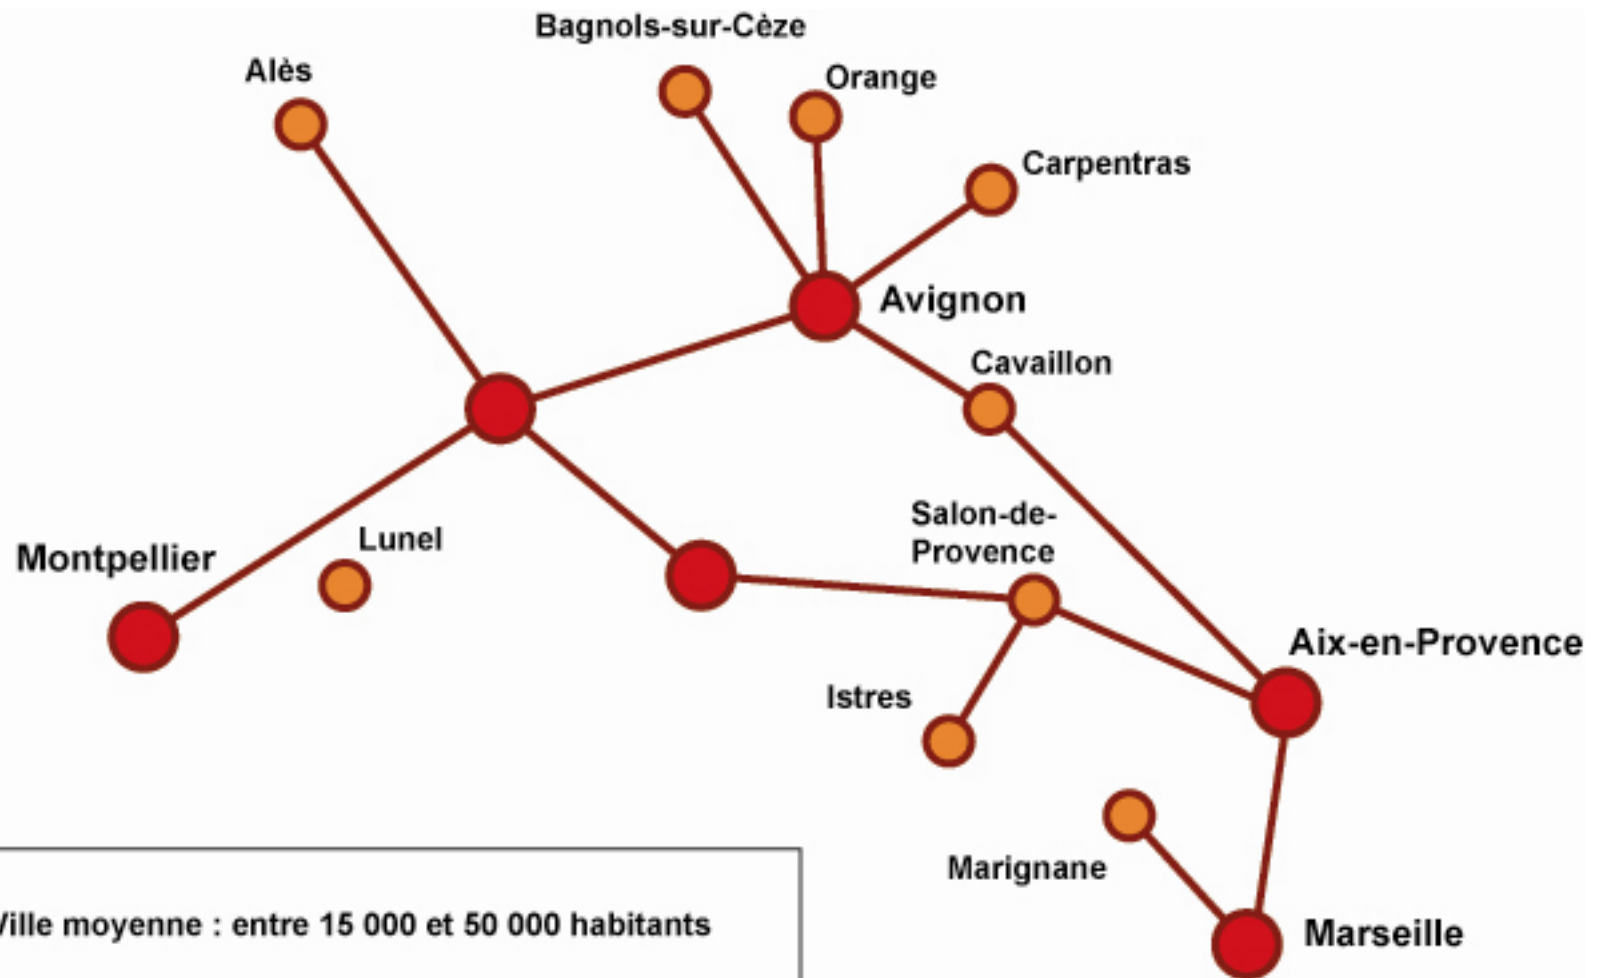 Bagnols-sur-Cèze
Alès
Orange
Carpentras
Avignon
Cavaillon
Salon-de-
Provence
Lunel
Montpellier
Aix-en-Provence
Istres
Marignane
Ville moyenne : entre 15 000 et 50 000 habitants
Marseille